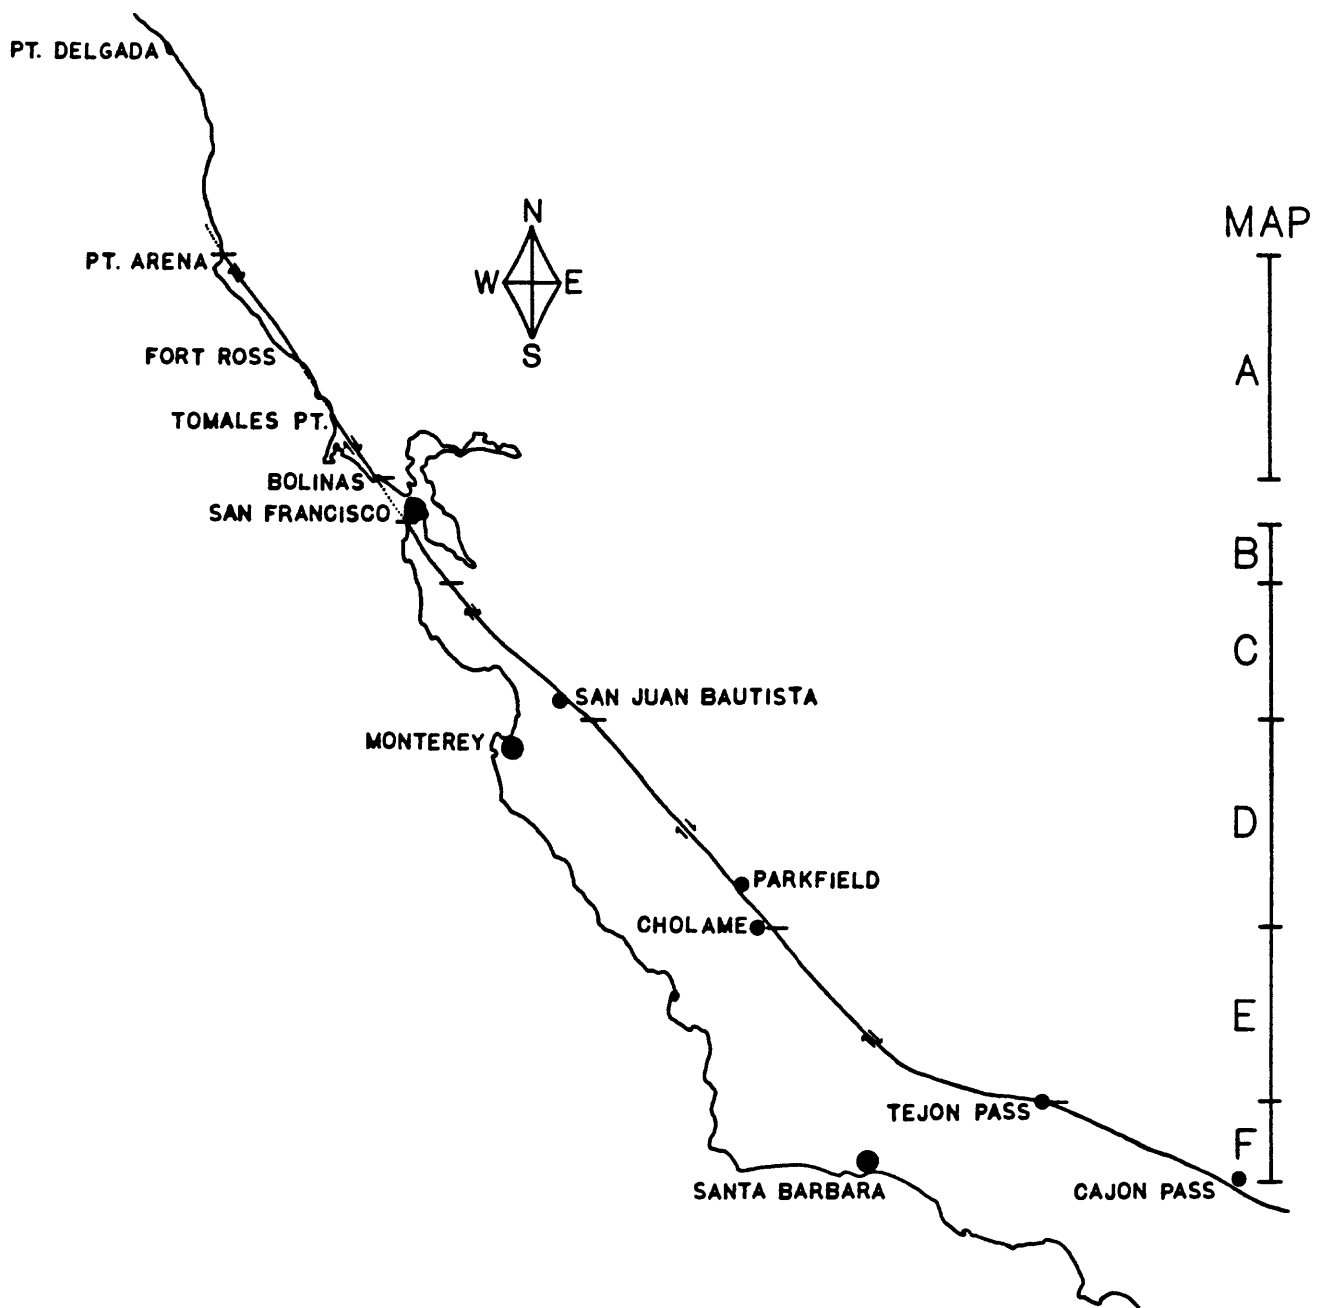 PT. DELGADA
N
MAP
PT. ARENA
W E
S
FORT ROSS
A
TOMALES PT.
BOLINAS
SAN FRANCISCO
B
C
SAN JUAN BAUTISTA
MONTEREY
D
PARKFIELD
CHOLAME
E
TEJON PASS
F
SANTA BARBARA
CAJON PASS